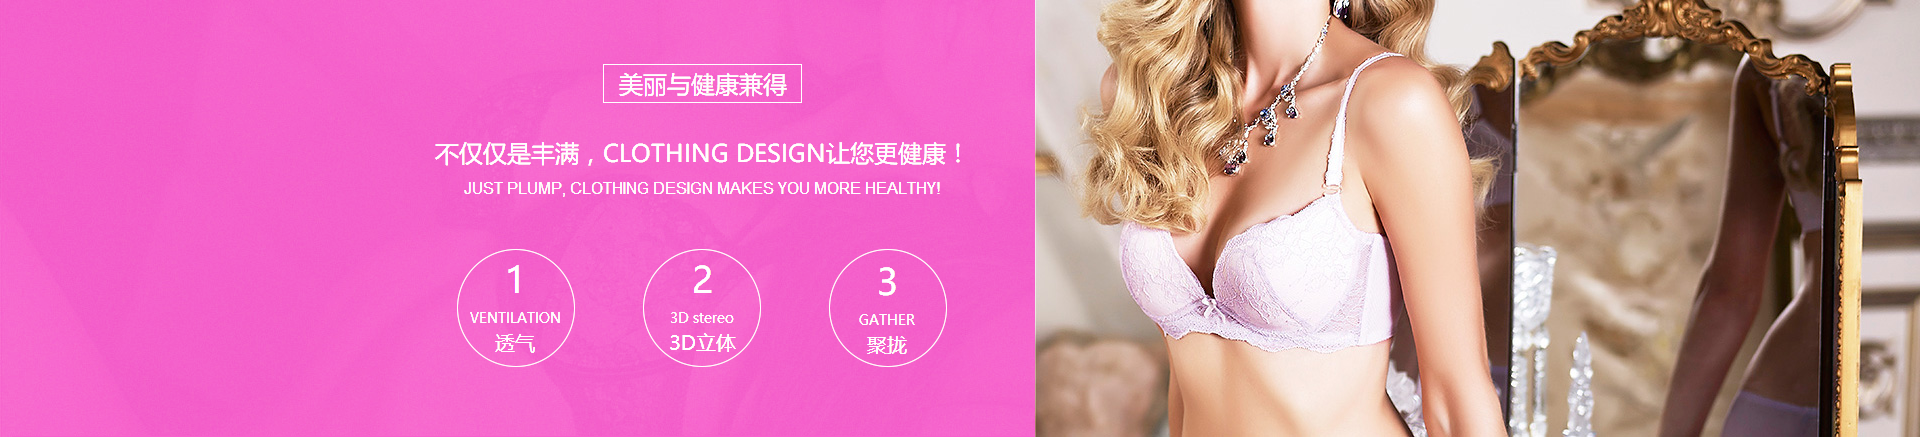 美丽与健康兼得
不仅仅是丰满，CLOTHING DESIGN让您更健康！
JUST PLUMP, CLOTHING DESIGN MAKES YOU MORE HEALTHY!
1
VENTILATION
透气
2
3D stereo
3D立体
3
GATHER
聚拢